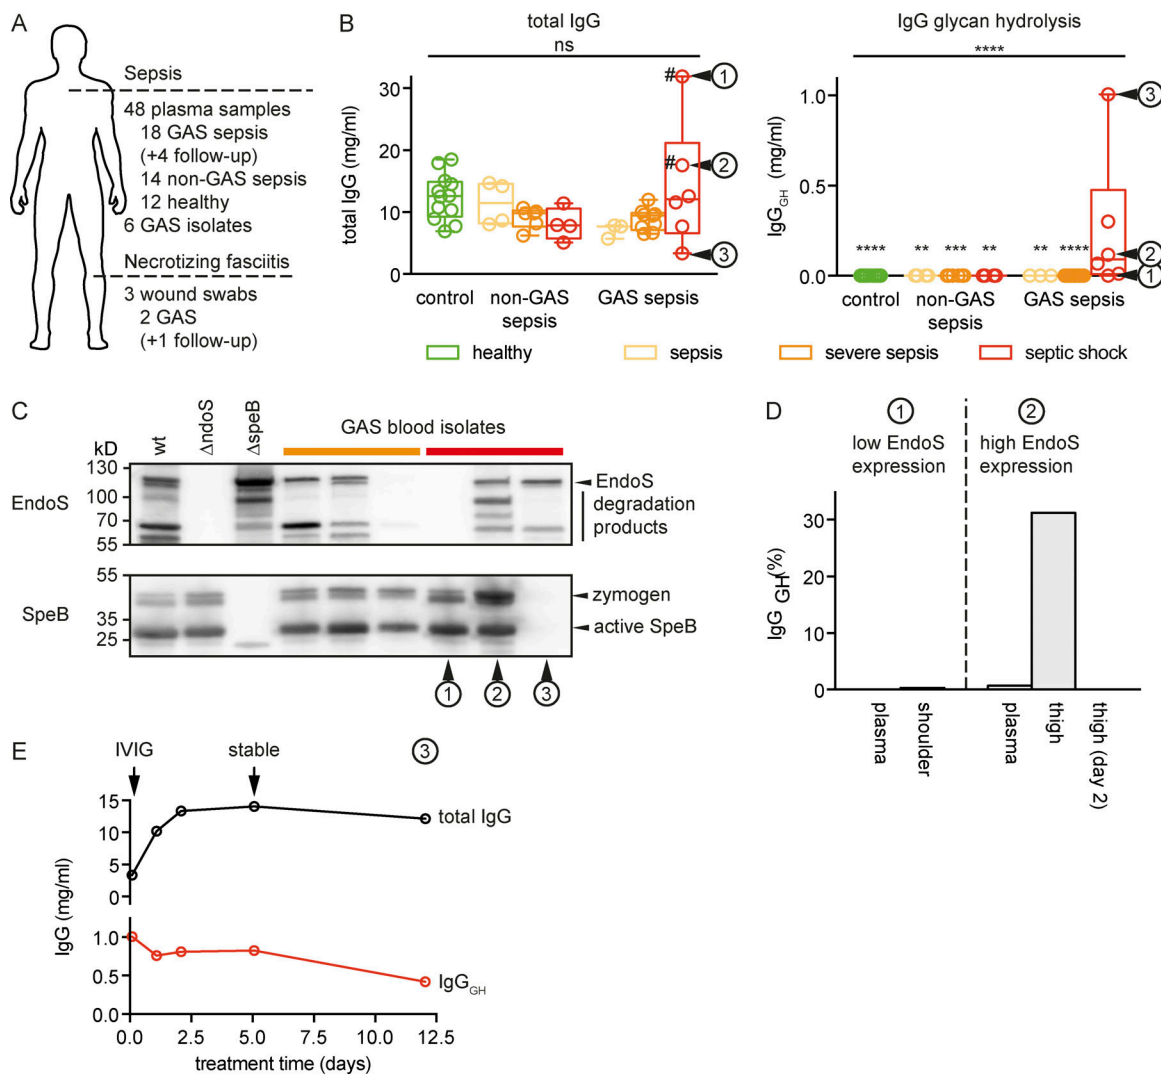 A
Sepsis
48 plasma samples
18 GAS sepsis
(+4 follow-up)
14 non-GAS sepsis
12 healthy
6 GAS isolates
Necrotizing fasciitis
3 wound swabs
2 GAS
(+1 follow-up)
B
total IgG
ns
total IgG (mg/ml)
30
20
10
0
#
1
#
2
3
control
non-GAS
sepsis
GAS sepsis
IgG glycan hydrolysis
****
IgGGH (mg/ml)
1.0
0.5
0.0
3
2
1
**** ** *** ** ** ****
control
non-GAS
sepsis
GAS sepsis
healthy
sepsis
severe sepsis
septic shock
C
kD
wt
ΔndoS
ΔspeB
GAS blood isolates
EndoS
130
100
70
55
EndoS
degradation
products
SpeB
55
35
25
zymogen
active SpeB
1 2 3
D
1
low EndoS
expression
2
high EndoS
expression
IgG GH(%)
30
20
10
0
plasma
shoulder
plasma
thigh
thigh (day 2)
E
IVIG
stable
3
IgG (mg/ml)
15
10
5
0
total IgG
1.0
0.5
0.0
IgGGH
0.0 2.5 5.0 7.5 10.0 12.5
treatment time (days)